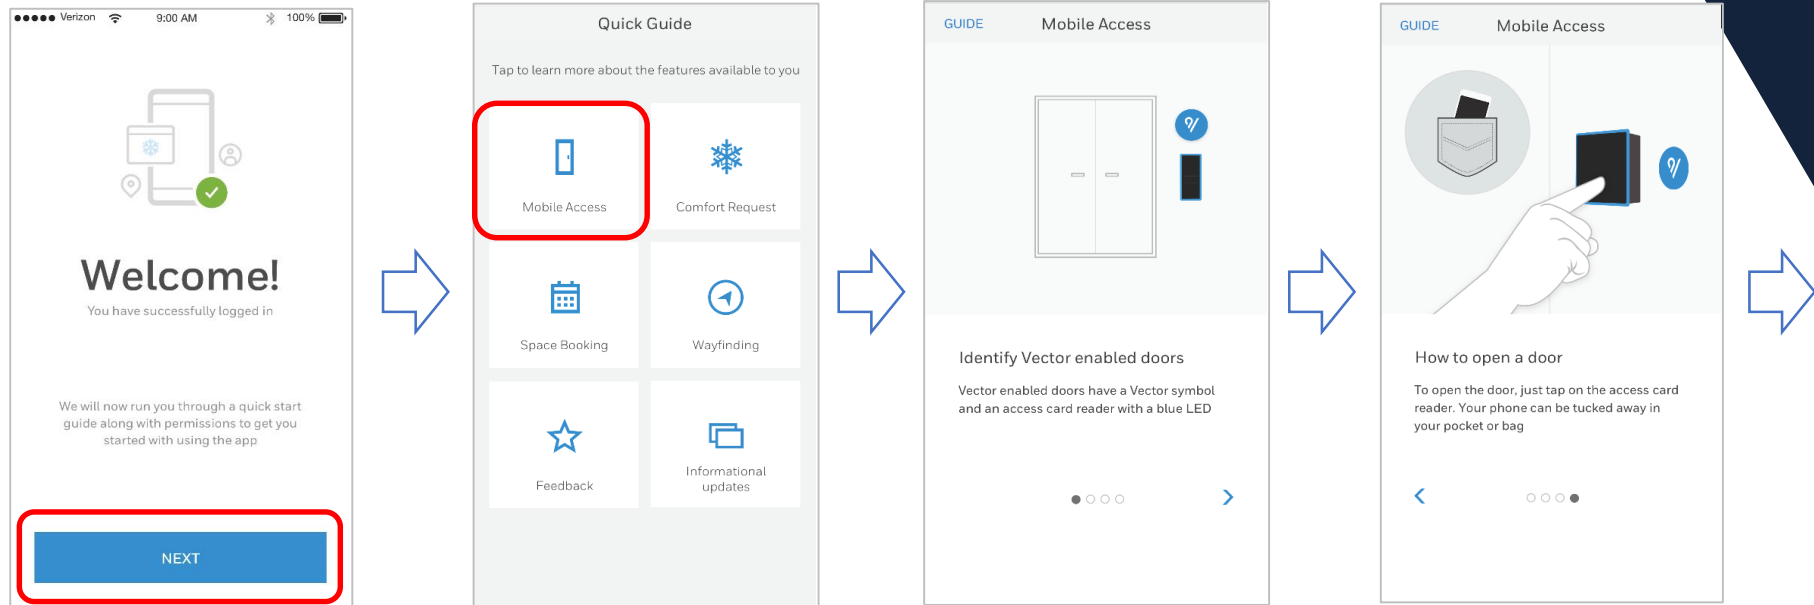 Verizon 9:00 AM 100%
Welcome!
You have successfully logged in
We will now run you through a quick start
guide along with permissions to get you
started with using the app
NEXT
Quick Guide
Tap to learn more about the features available to you
Mobile Access
Comfort Request
Space Booking
Wayfinding
Feedback
Informational
updates
GUIDE Mobile Access
Identify Vector enabled doors
Vector enabled doors have a Vector symbol
and an access card reader with a blue LED
GUIDE Mobile Access
How to open a door
To open the door, just tap on the access card
reader. Your phone can be tucked away in
your pocket or bag